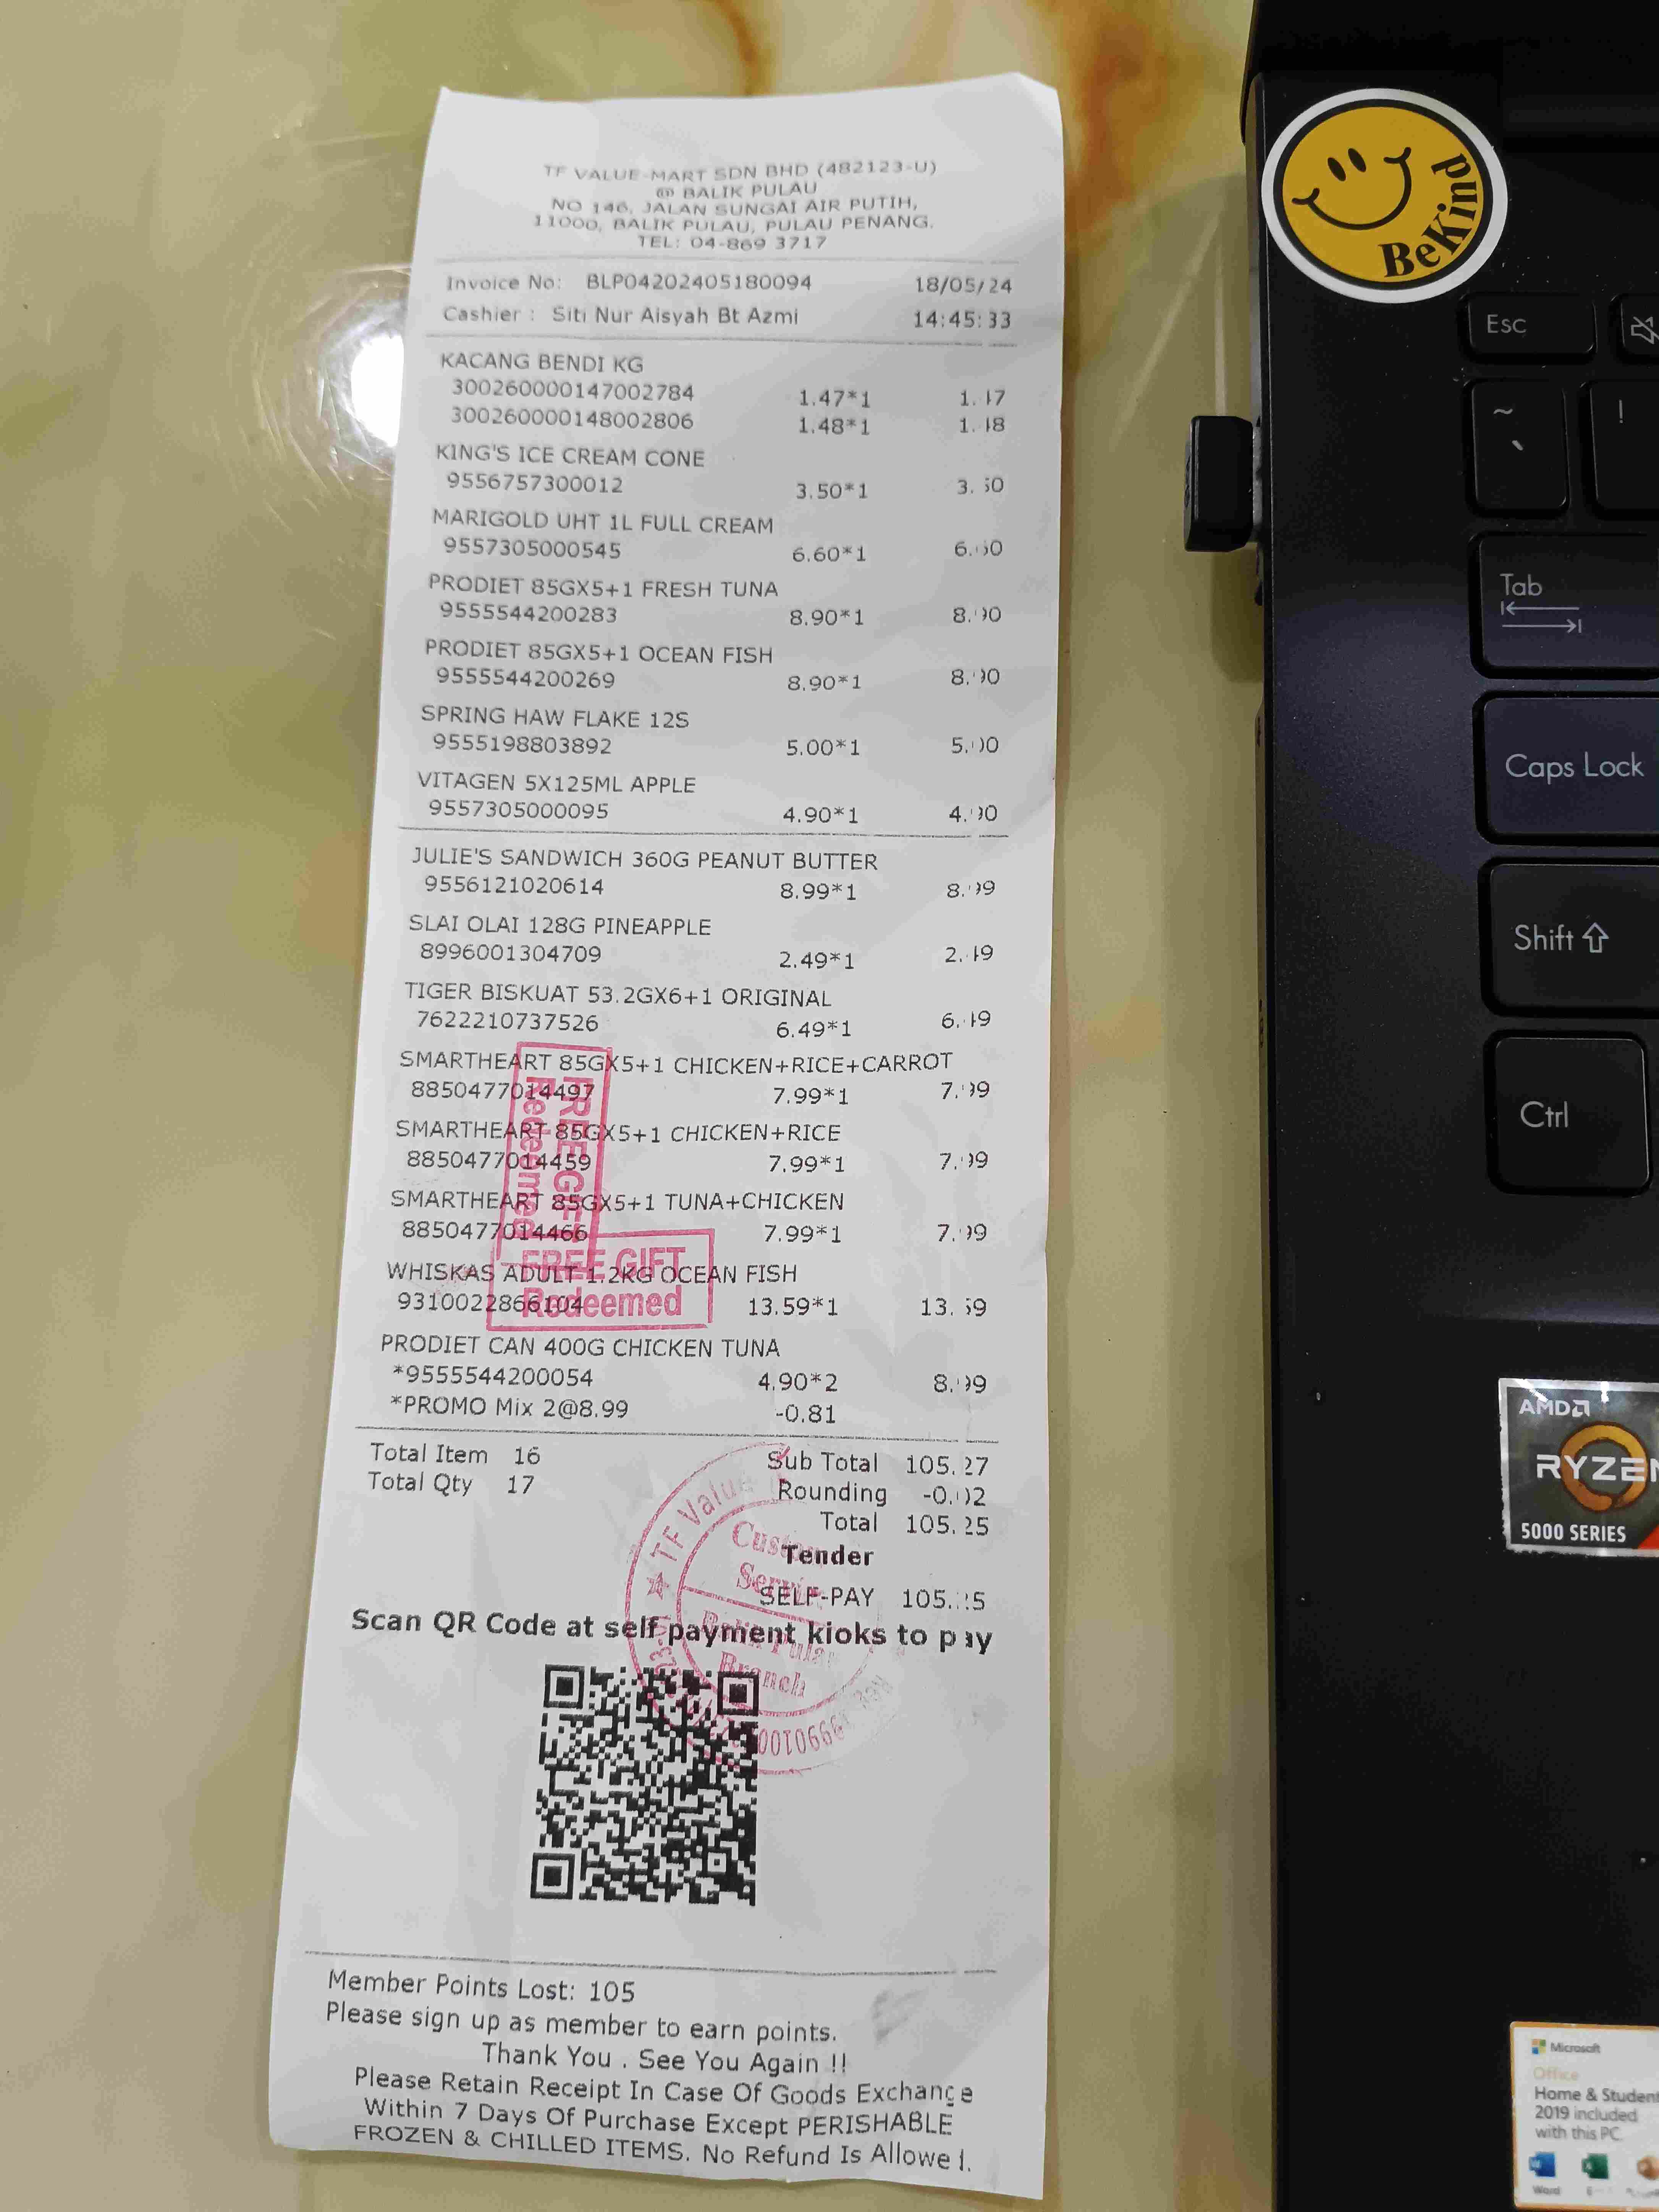 TF VALUE-MART SDN BHD (482123-U)
@ BALIK PULAU
NO 146, JALAN SUNGAI AIR PUTIH,
11000, BALIK PULAU, PULAU PENANG.
TEL: 04-869 3717
Invoice No: BLP04202405180094 18/05/24
Cashier : Siti Nur Aisyah Bt Azmi 14:45:33
KACANG BENDI KG
300260000147002784 1.47*1 1.47
300260000148002806 1.48*1 1.48
KING'S ICE CREAM CONE
9556757300012 3.50*1 3.50
MARIGOLD UHT 1L FULL CREAM
9557305000545 6.60*1 6.60
PRODIET 85GX5+1 FRESH TUNA
9555544200283 8.90*1 8.90
PRODIET 85GX5+1 OCEAN FISH
9555544200269 8.90*1 8.90
SPRING HAW FLAKE 12S
9555198803892 5.00*1 5.00
VITAGEN 5X125ML APPLE
9557305000095 4.90*1 4.90
JULIE'S SANDWICH 360G PEANUT BUTTER
9556121020614 8.99*1 8.99
SLAI OLAI 128G PINEAPPLE
8996001304709 2.49*1 2.49
TIGER BISKUAT 53.2GX6+1 ORIGINAL
7622210737526 6.49*1 6.49
SMARTHEART 85GX5+1 CHICKEN+RICE+CARROT
8850477014497 7.99*1 7.99
SMARTHEART 85GX5+1 CHICKEN+RICE
8850477014459 7.99*1 7.99
SMARTHEART 85GX5+1 TUNA+CHICKEN
8850477014466 7.99*1 7.99
FREE GIFT
Redeemed
WHISKAS ADULT 1.2KG OCEAN FISH
9310022866104 13.59*1 13.59
FREE GIFT
Redeemed
PRODIET CAN 400G CHICKEN TUNA
*9555544200054 4.90*2 8.99
*PROMO Mix 2@8.99 -0.81
Total Item 16 Sub Total 105.27
Total Qty 17 Rounding -0.02
Total 105.25
Tender
SELF-PAY 105.25
TF Value
Balik Pulau
Branch
Scan QR Code at self payment kioks to pay
Member Points Lost: 105
Please sign up as member to earn points.
Thank You . See You Again !!
Please Retain Receipt In Case Of Goods Exchange
Within 7 Days Of Purchase Except PERISHABLE
FROZEN & CHILLED ITEMS. No Refund Is Allowed.
BeKind
Esc
~
!
Tab
Caps Lock
Shift
Ctrl
AMD
RYZEN
5000 SERIES
Microsoft
Office
Home & Student
2019 included
with this PC
Word